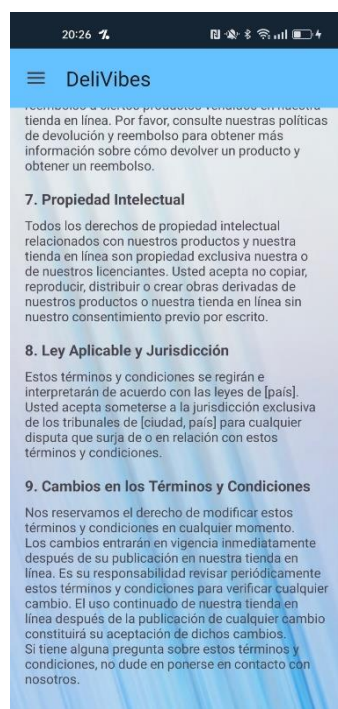 20:26
DeliVibes
reembolso a ciertos productos vendidos en nuestra
tienda en línea. Por favor, consulte nuestras políticas
de devolución y reembolso para obtener más
información sobre cómo devolver un producto y
obtener un reembolso.
7. Propiedad Intelectual
Todos los derechos de propiedad intelectual
relacionados con nuestros productos y nuestra
tienda en línea son propiedad exclusiva nuestra o
de nuestros licenciantes. Usted acepta no copiar,
reproducir, distribuir o crear obras derivadas de
nuestros productos o nuestra tienda en línea sin
nuestro consentimiento previo por escrito.
8. Ley Aplicable y Jurisdicción
Estos términos y condiciones se regirán e
interpretarán de acuerdo con las leyes de [país].
Usted acepta someterse a la jurisdicción exclusiva
de los tribunales de [ciudad, país] para cualquier
disputa que surja de o en relación con estos
términos y condiciones.
9. Cambios en los Términos y Condiciones
Nos reservamos el derecho de modificar estos
términos y condiciones en cualquier momento.
Los cambios entrarán en vigencia inmediatamente
después de su publicación en nuestra tienda en
línea. Es su responsabilidad revisar periódicamente
estos términos y condiciones para verificar cualquier
cambio. El uso continuado de nuestra tienda en
línea después de la publicación de cualquier cambio
constituirá su aceptación de dichos cambios.
Si tiene alguna pregunta sobre estos términos y
condiciones, no dude en ponerse en contacto con
nosotros.